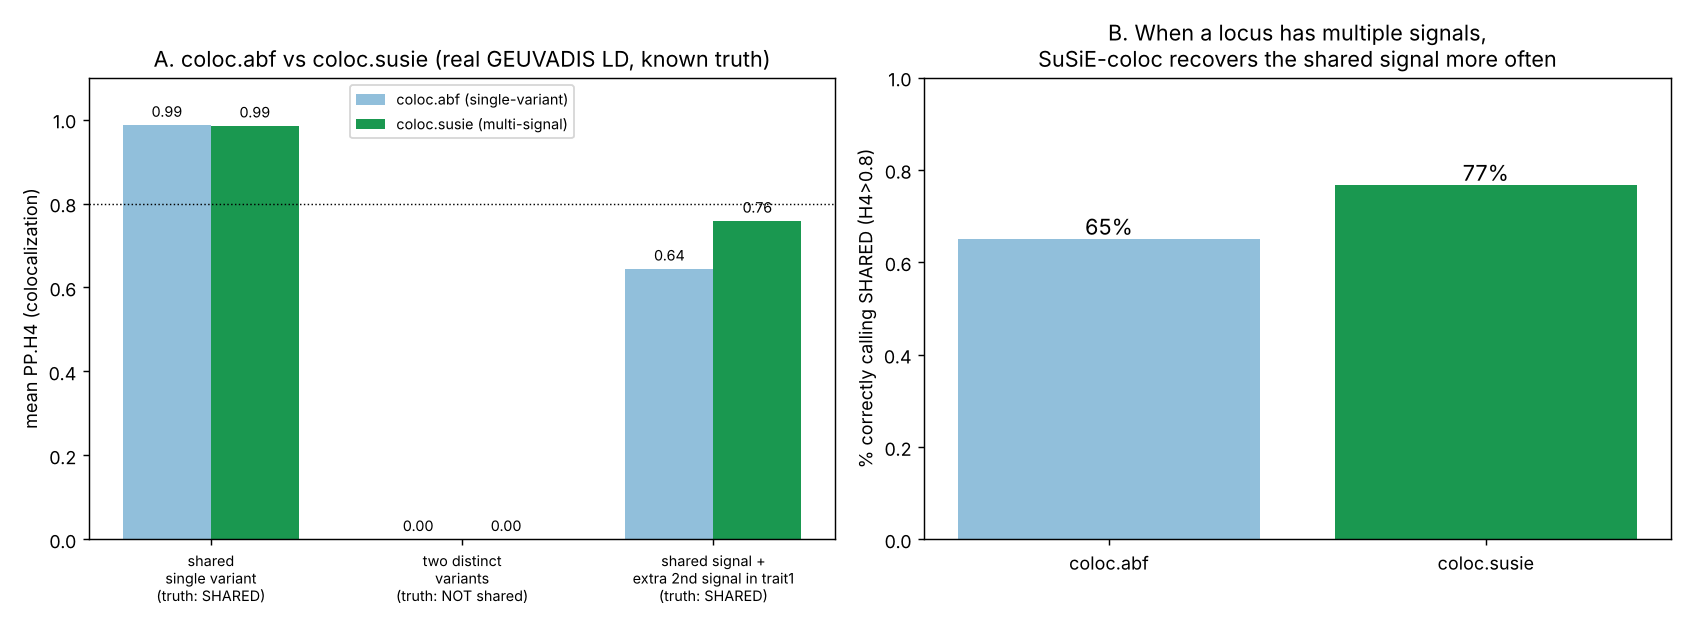 A. coloc.abf vs coloc.susie (real GEUVADIS LD, known truth)
mean PP.H4 (colocalization)
1.0
0.8
0.6
0.4
0.2
0.0
coloc.abf (single-variant)
coloc.susie (multi-signal)
0.99
0.99
0.00
0.00
0.64
0.76
shared
single variant
(truth: SHARED)
two distinct
variants
(truth: NOT shared)
shared signal +
extra 2nd signal in trait1
(truth: SHARED)
B. When a locus has multiple signals,
SuSiE-coloc recovers the shared signal more often
% correctly calling SHARED (H4>0.8)
1.0
0.8
0.6
0.4
0.2
0.0
65%
77%
coloc.abf
coloc.susie